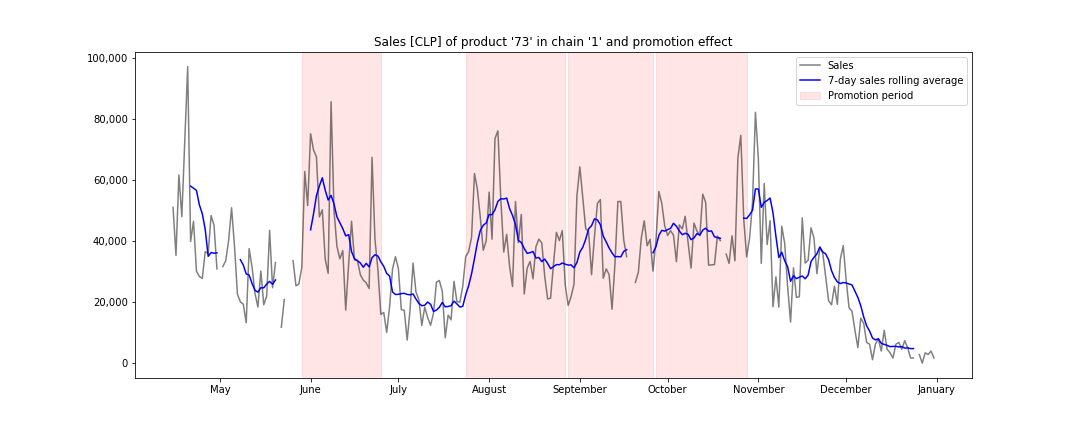 Sales [CLP] of product '73' in chain '1' and promotion effect
100,000
80,000
60,000
40,000
20,000
0
Sales
7-day sales rolling average
Promotion period
May
June
July
August
September
October
November
December
January